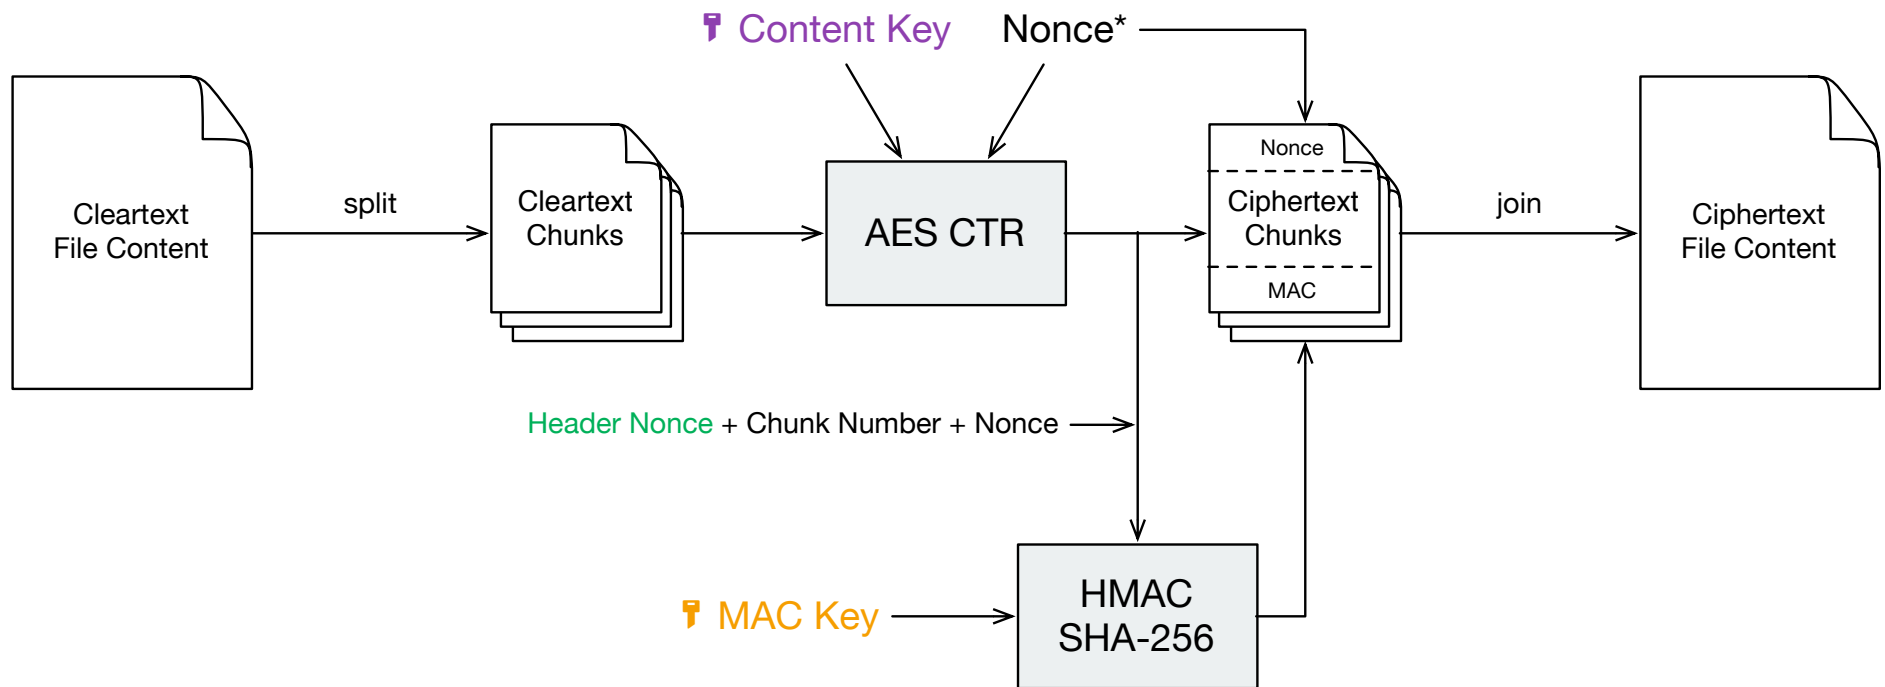 Content Key
Nonce*
Cleartext
File Content
split
Cleartext
Chunks
AES CTR
Nonce
Ciphertext
Chunks
MAC
join
Ciphertext
File Content
Header Nonce + Chunk Number + Nonce
MAC Key
HMAC
SHA-256